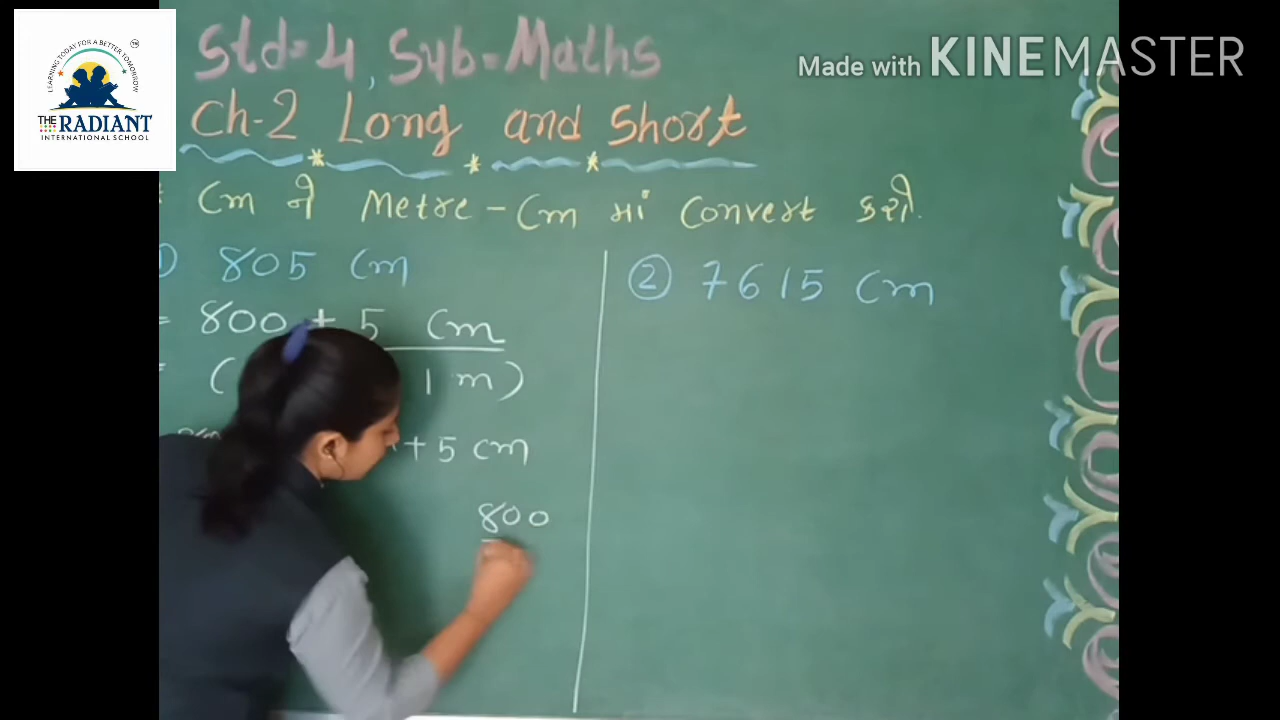 LEARNING TODAY FOR A BETTER TOMORROW
THE RADIANT
INTERNATIONAL SCHOOL
Made with KINEMASTER
Std=4, Sub=Maths
Ch-2 Long and Short
Cm ને Metre-Cm માં Convert કરો.
1) 805 Cm
= 800 + 5 Cm
= ( 1 m)
+ 5 cm
800
② 7615 Cm